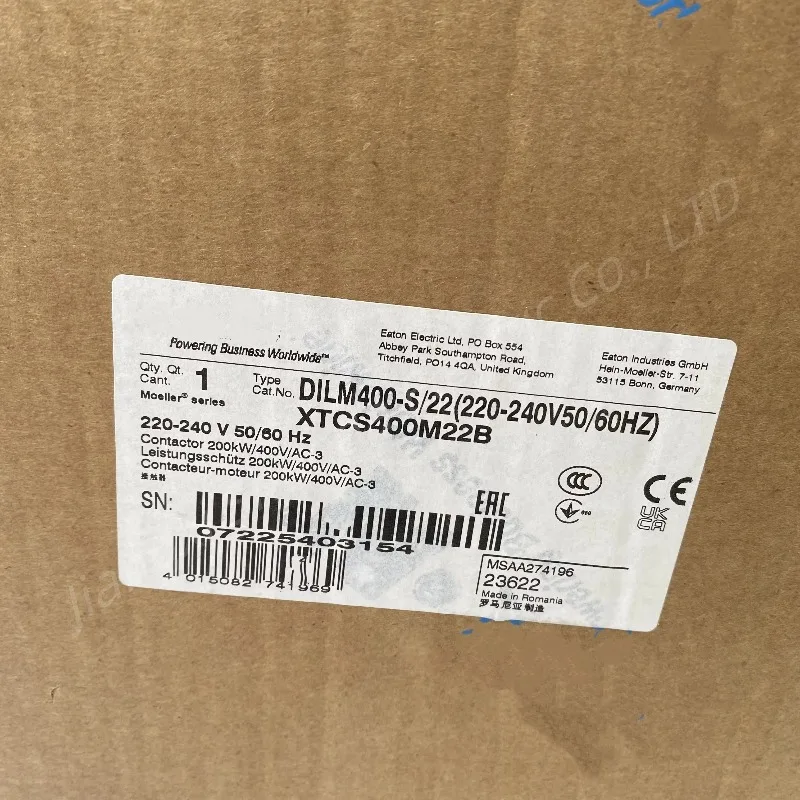 Powering Business Worldwide™
Eaton Electric Ltd, PO Box 554
Abbey Park Southampton Road,
Titchfield, PO14 4QA, United Kingdom
Eaton Industries GmbH
Hein-Moeller-Str. 7-11
53115 Bonn, Germany
Qty. Qt.
Cant.
1
Moeller® series
Type
Cat.No.
DILM400-S/22(220-240V50/60HZ)
XTCS400M22B
220-240 V 50/60 Hz
Contactor 200kW/400V/AC-3
Leistungsschütz 200kW/400V/AC-3
Contacteur-moteur 200kW/400V/AC-3
接触器
SN:
07225403154
4 015082 741969
EAC
CCC
CE
UK
CA
MSAA274196
23622
Made in Romania
罗马尼亚制造
Co., LTD